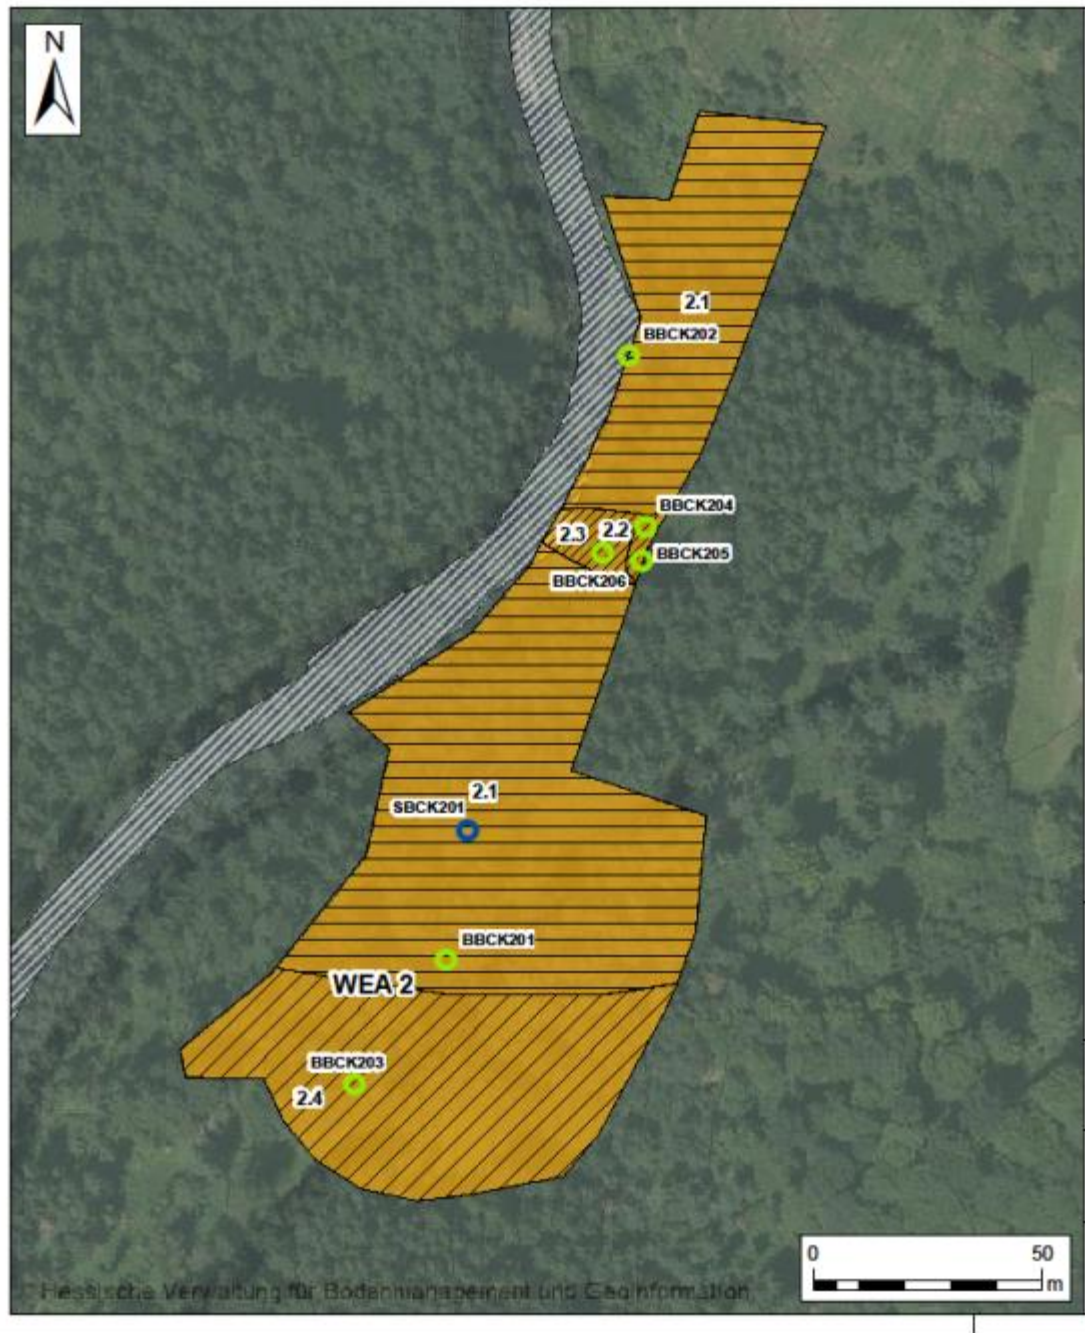 N
2.1
BBCK202
BBCK204
2.3
2.2
BBCK205
BBCK206
2.1
SBCK201
BBCK201
WEA 2
BBCK203
2.4
0 50
m
© Hessische Verwaltung für Bodenmanagement und Geoinformation